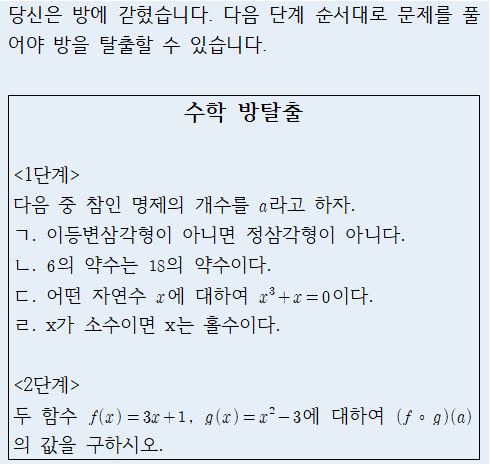 당신은 방에 갇혔습니다. 다음 단계 순서대로 문제를 풀
어야 방을 탈출할 수 있습니다.
수학 방탈출
<1단계>
다음 중 참인 명제의 개수를 a라고 하자.
ㄱ. 이등변삼각형이 아니면 정삼각형이 아니다.
ㄴ. 6의 약수는 18의 약수이다.
ㄷ. 어떤 자연수 x에 대하여 x³+x=0이다.
ㄹ. x가 소수이면 x는 홀수이다.
<2단계>
두 함수 f(x)=3x+1, g(x)=x²-3에 대하여 (f∘g)(a)
의 값을 구하시오.